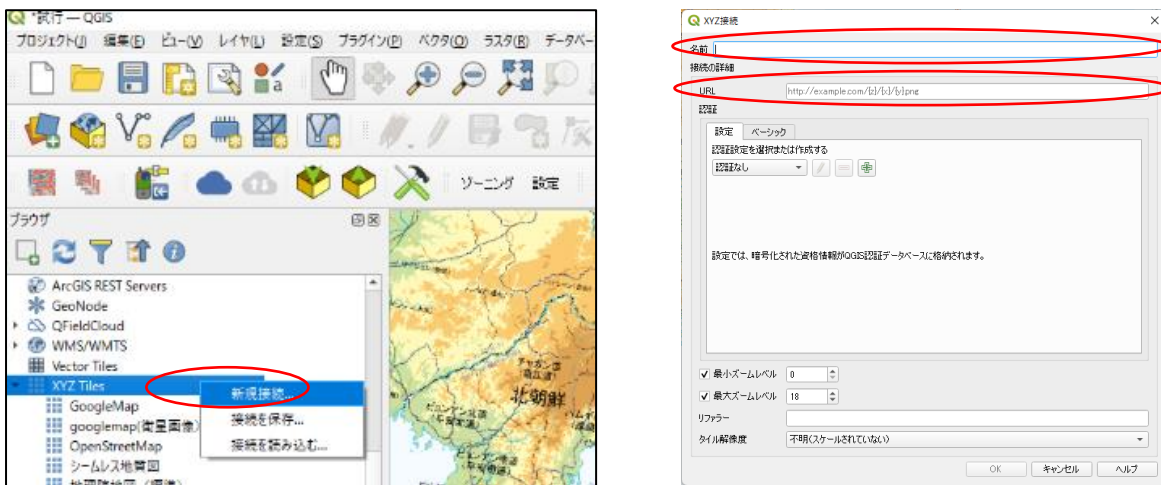 *試行 — QGIS
プロジェクト(J) 編集(E) ビュー(V) レイヤ(L) 設定(S) プラグイン(P) ベクタ(O) ラスタ(R) データベー
ゾーニング 設定
ブラウザ
ArcGIS REST Servers
GeoNode
QFieldCloud
WMS/WMTS
Vector Tiles
XYZ Tiles
新規接続...
GoogleMap
接続を保存...
googlemap(衛星画像)
OpenStreetMap
接続を読み込む...
シームレス地質図
地理院地図 (標準)
北朝鮮
XYZ接続
名前
接続の詳細
URL http://example.com/{z}/{x}/{y}.png
認証
設定 ベーシック
認証設定を選択または作成する
認証なし
設定では、暗号化された資格情報がQGIS認証データベースに格納されます。
最小ズームレベル 0
最大ズームレベル 18
リファラー
タイル解像度 不明(スケールされていない)
OK キャンセル ヘルプ